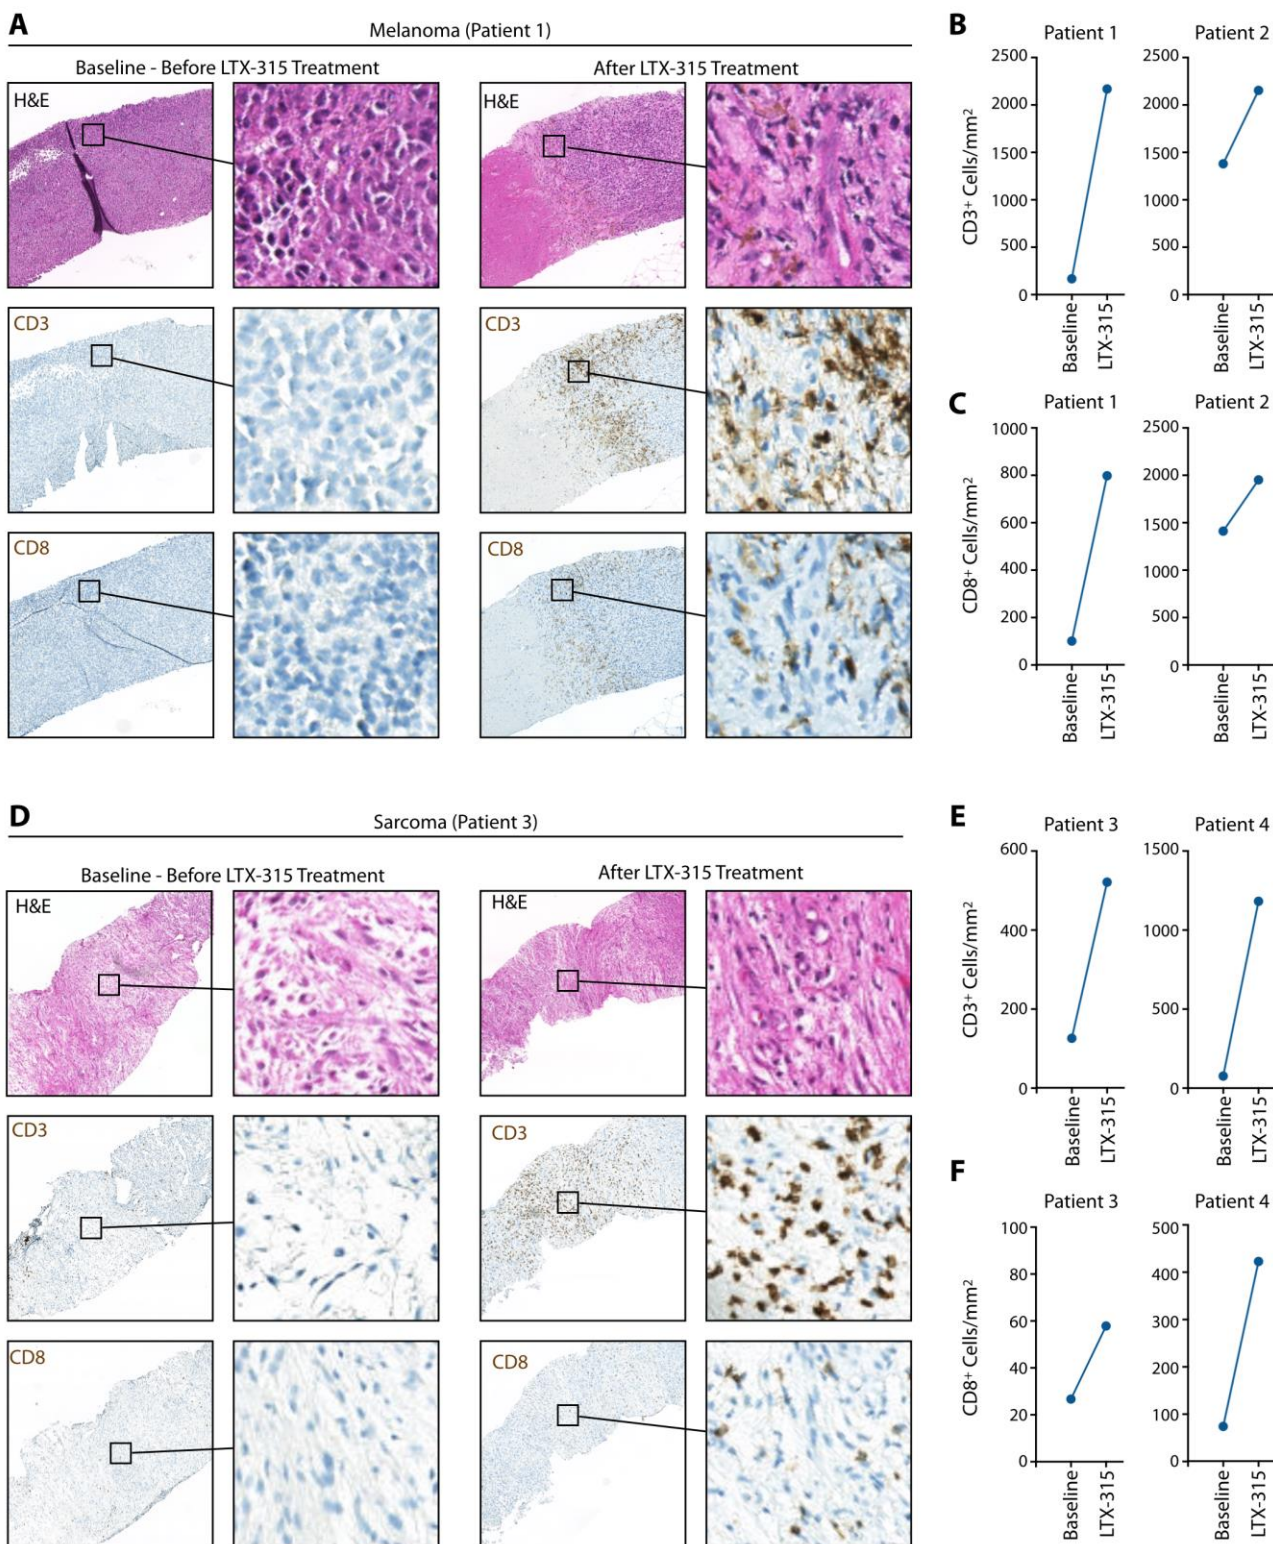 A
Melanoma (Patient 1)
Baseline - Before LTX-315 Treatment
After LTX-315 Treatment
H&E
H&E
CD3
CD3
CD8
CD8
B
Patient 1
Patient 2
CD3+ Cells/mm²
2500
2000
1500
1000
500
0
Baseline
LTX-315
2500
2000
1500
1000
500
0
Baseline
LTX-315
C
Patient 1
Patient 2
CD8+ Cells/mm²
1000
800
600
400
200
0
Baseline
LTX-315
2500
2000
1500
1000
500
0
Baseline
LTX-315
D
Sarcoma (Patient 3)
Baseline - Before LTX-315 Treatment
After LTX-315 Treatment
H&E
H&E
CD3
CD3
CD8
CD8
E
Patient 3
Patient 4
CD3+ Cells/mm²
600
400
200
0
Baseline
LTX-315
1500
1000
500
0
Baseline
LTX-315
F
Patient 3
Patient 4
CD8+ Cells/mm²
100
80
60
40
20
0
Baseline
LTX-315
500
400
300
200
100
0
Baseline
LTX-315